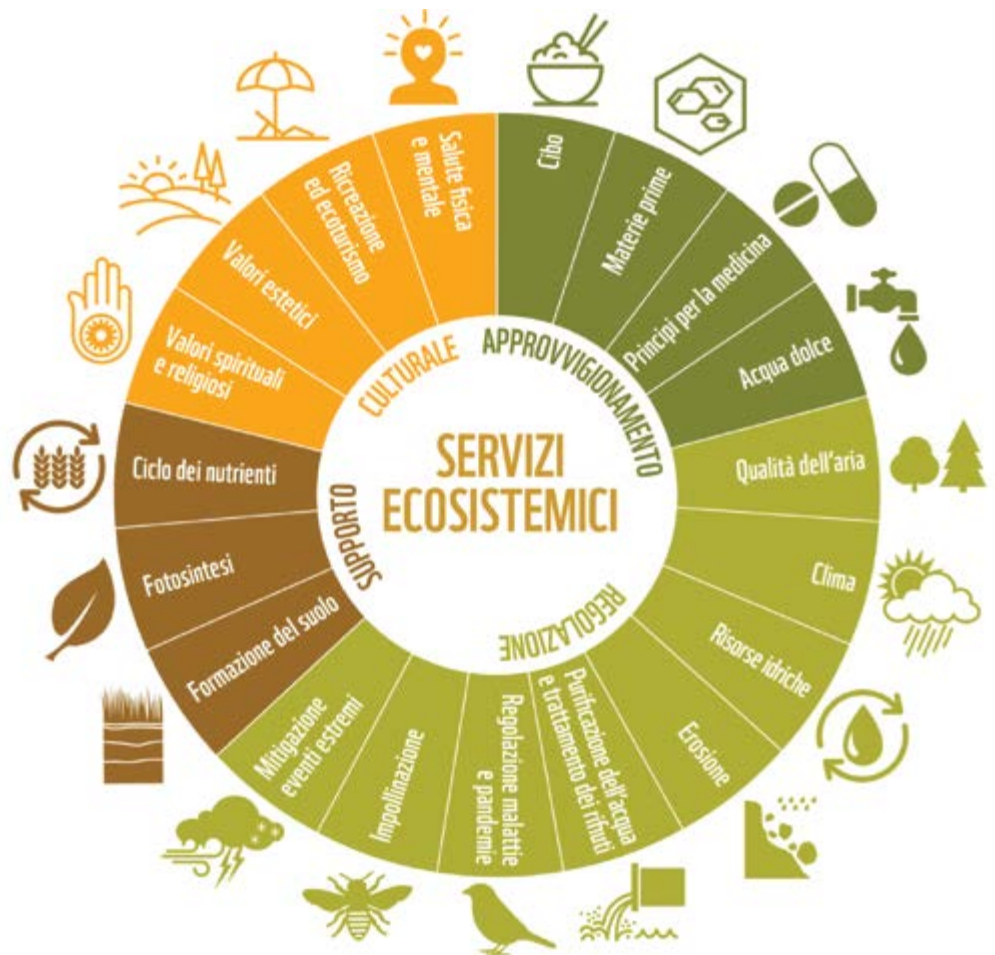 SERVIZI
ECOSISTEMICI
APPROVVIGIONAMENTO
Cibo
Materie prime
Principi per la medicina
Acqua dolce
REGOLAZIONE
Qualità dell'aria
Clima
Risorse idriche
Erosione
Purificazione dell'acqua
e trattamento dei rifiuti
Regolazione malattie
e pandemie
Impollinazione
Mitigazione
eventi estremi
SUPPORTO
Formazione del suolo
Fotosintesi
Ciclo dei nutrienti
CULTURALE
Valori spirituali
e religiosi
Valori estetici
Ricreazione
ed ecoturismo
Salute fisica
e mentale